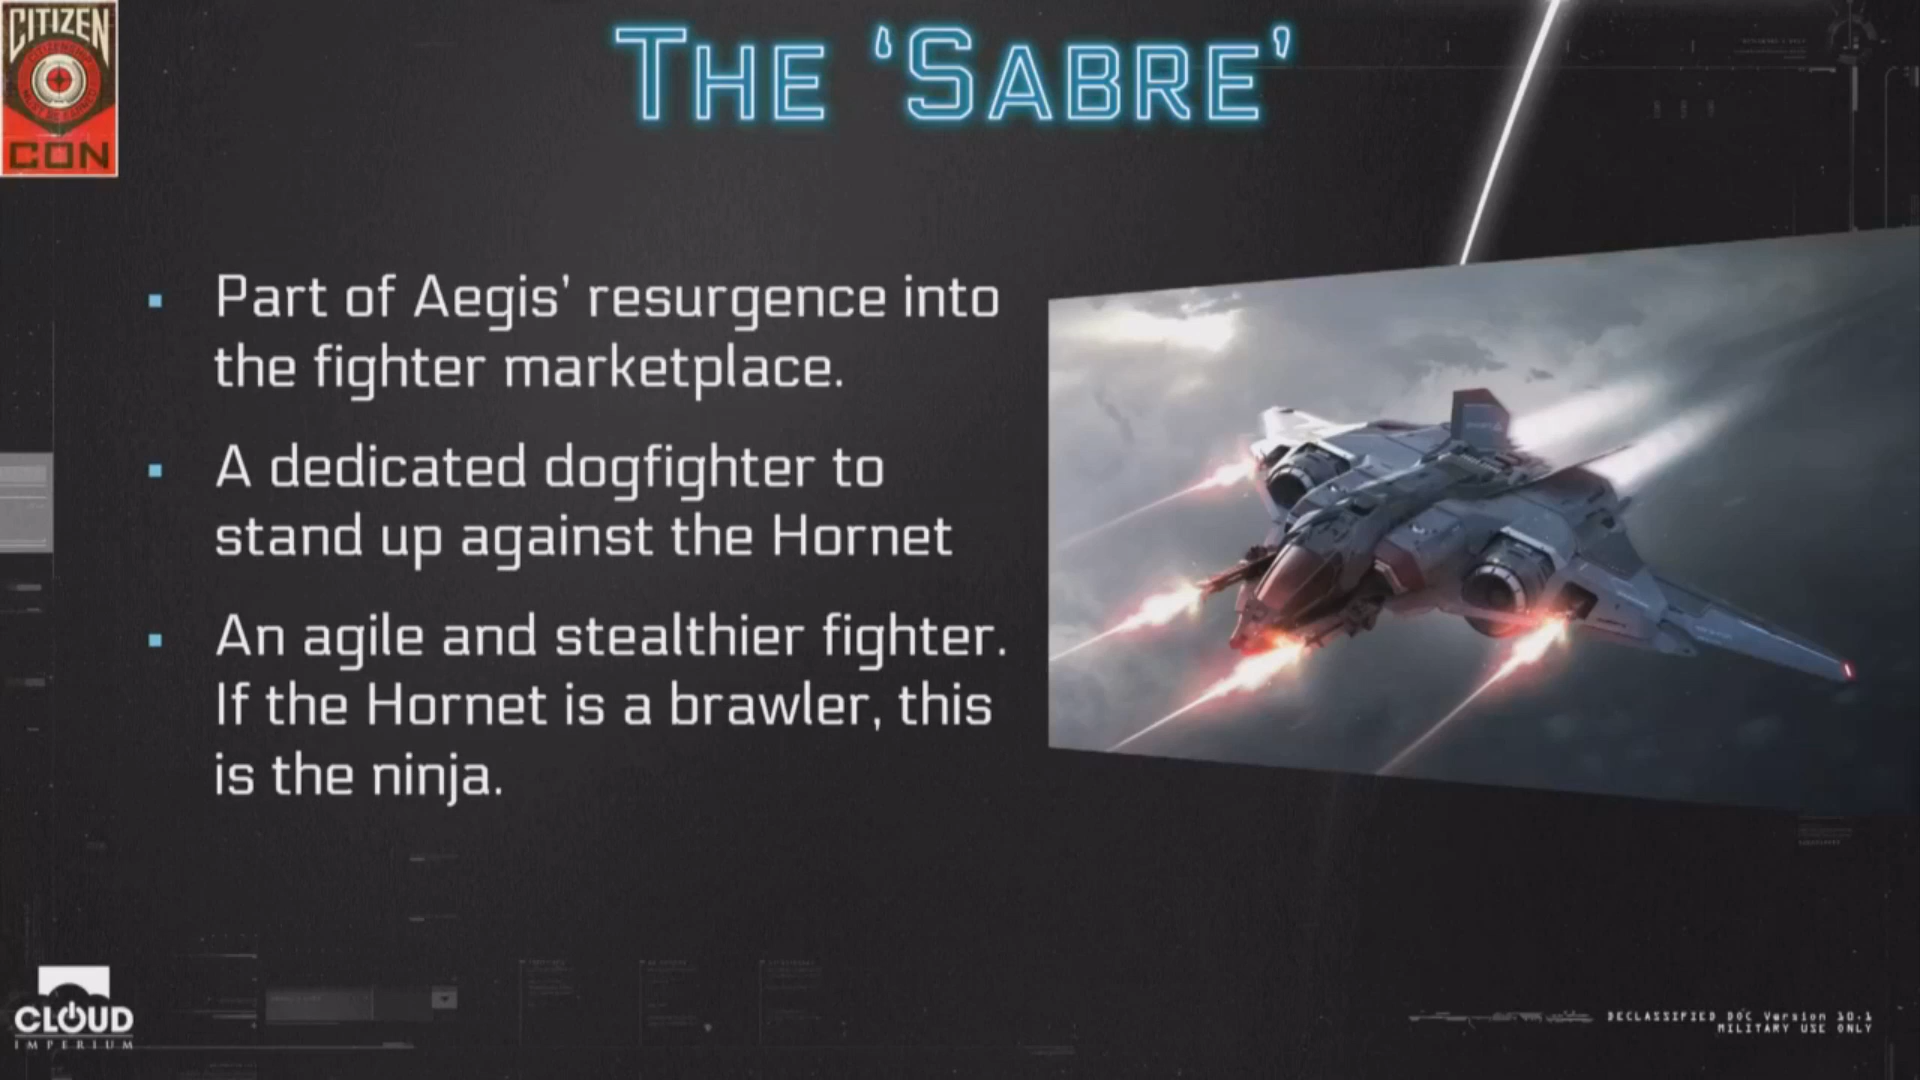 CITIZEN
CON
THE ‘SABRE’
Part of Aegis’ resurgence into
the fighter marketplace.
A dedicated dogfighter to
stand up against the Hornet
An agile and stealthier fighter.
If the Hornet is a brawler, this
is the ninja.
CLOUD
IMPERIUM
DECLASSIFIED DOC Version 10.1
MILITARY USE ONLY